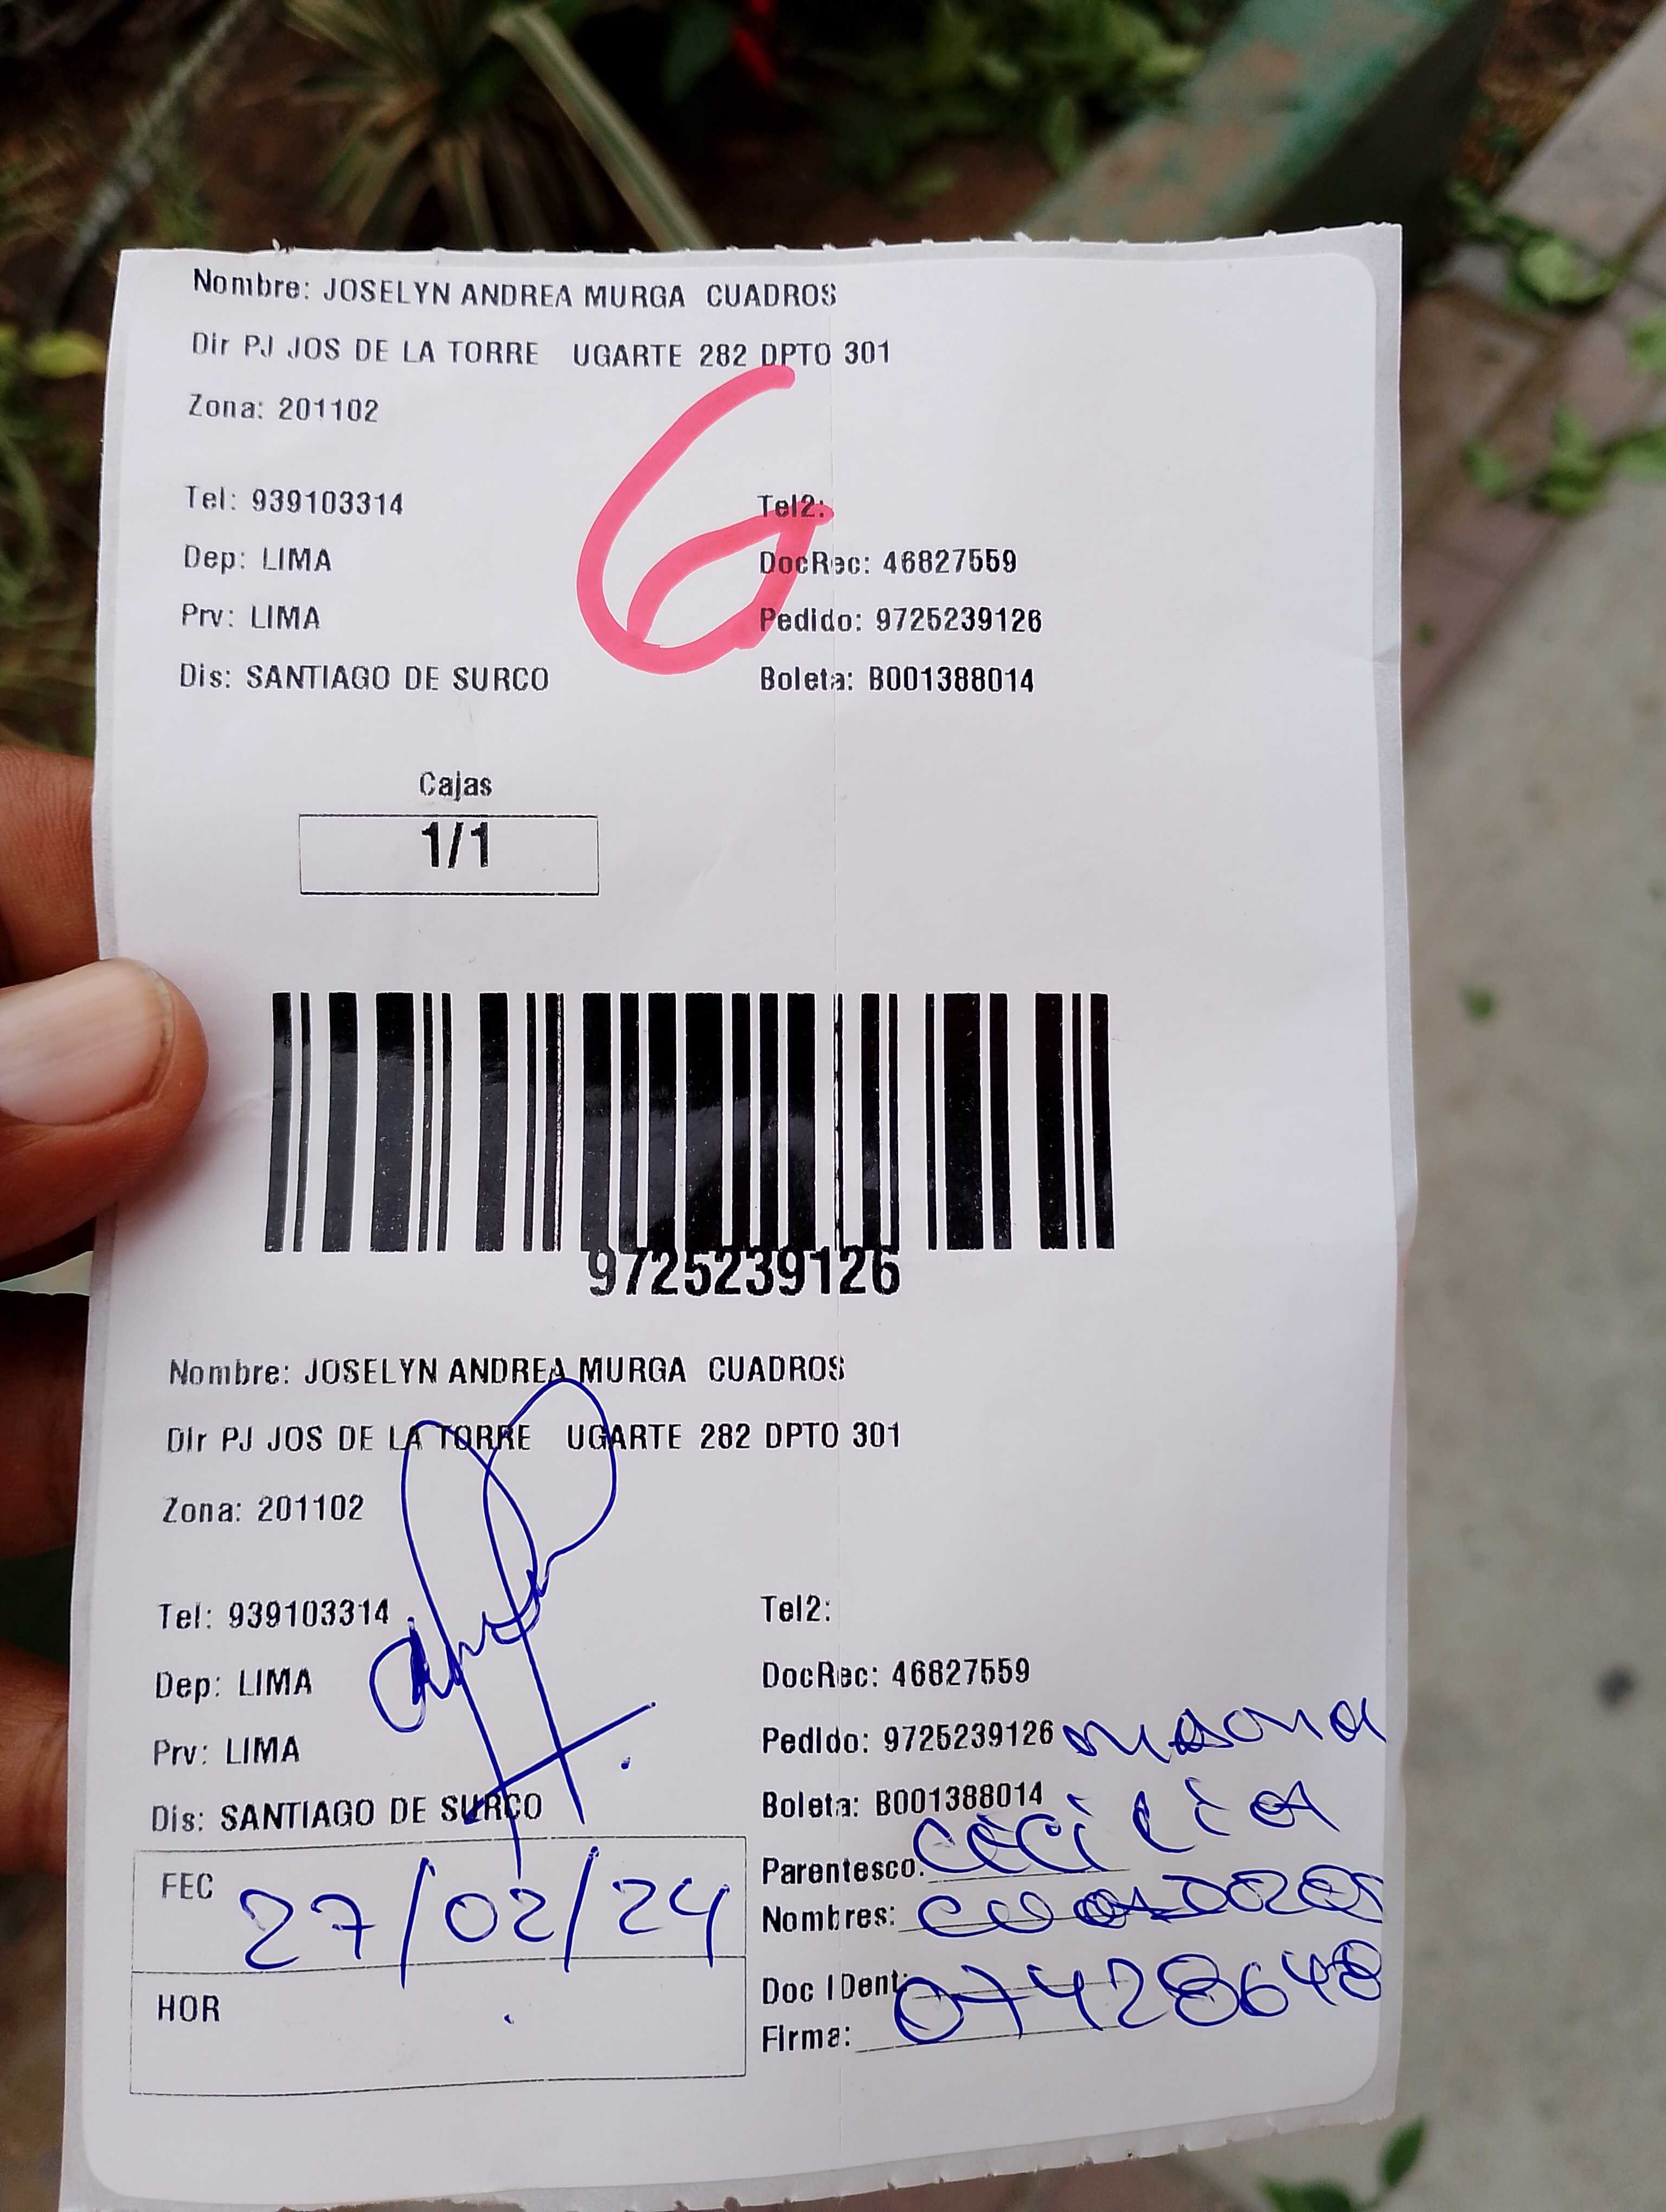 Nombre: JOSELYN ANDREA MURGA CUADROS
Dir PJ JOS DE LA TORRE UGARTE 282 DPTO 301
Zona: 201102
Tel: 939103314 Tel2:
Dep: LIMA DocRec: 46827559
Prv: LIMA Pedido: 9725239126
Dis: SANTIAGO DE SURCO Boleta: B001388014
Cajas
1/1
9725239126
Nombre: JOSELYN ANDREA MURGA CUADROS
Dir PJ JOS DE LA TORRE UGARTE 282 DPTO 301
Zona: 201102
Tel: 939103314 Tel2:
Dep: LIMA DocRec: 46827559
Prv: LIMA Pedido: 9725239126
Dis: SANTIAGO DE SURCO Boleta: B001388014
FEC 27/02/24 Parentesco: Cecilia
Nombres:
HOR Doc IDent: 07428648
Firma: